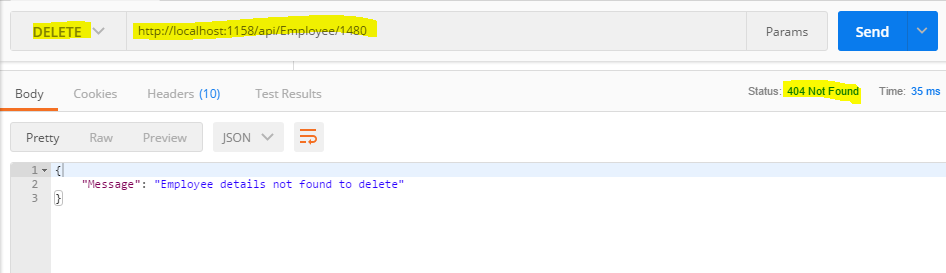 DELETE http://localhost:1158/api/Employee/1480 Params Send
Body Cookies Headers (10) Test Results Status: 404 Not Found Time: 35 ms
Pretty Raw Preview JSON
1 {
2 "Message": "Employee details not found to delete"
3 }